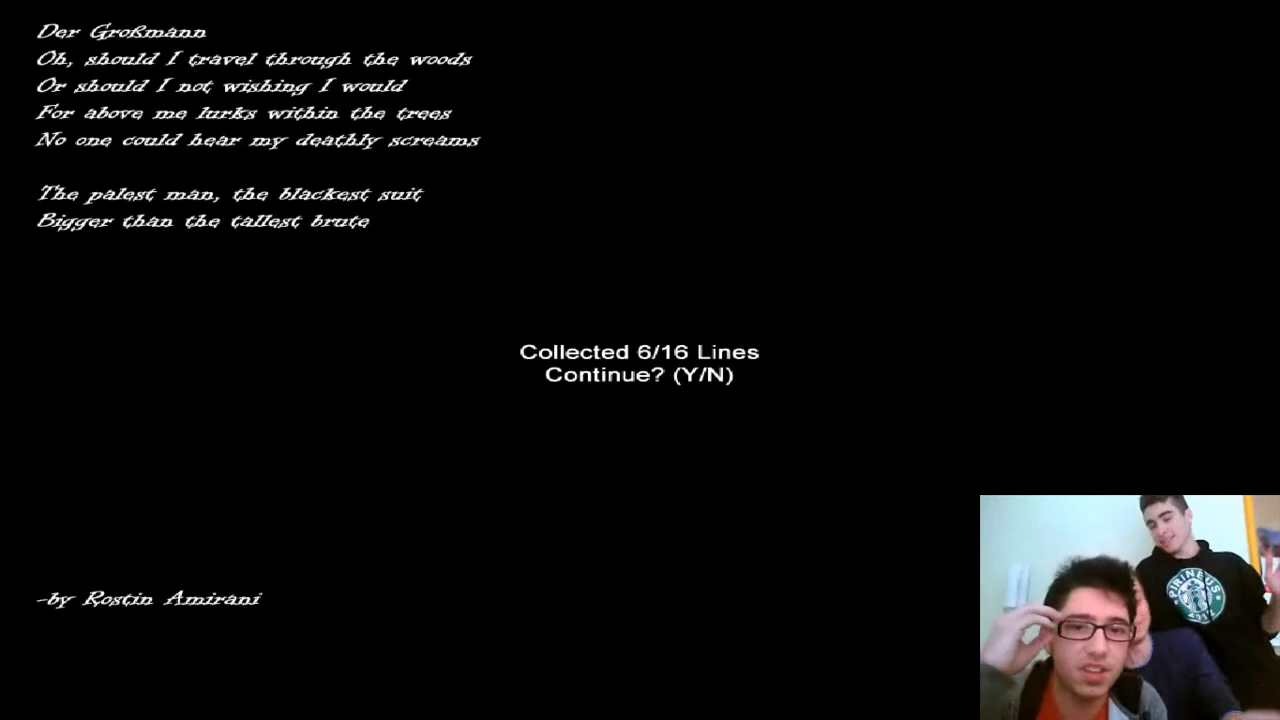 Der Großmann
Oh, should I travel through the woods
Or should I not wishing I would
For above me lurks within the trees
No one could hear my deathly screams
The palest man, the blackest suit
Bigger than the tallest brute
Collected 6/16 Lines
Continue? (Y/N)
-by Rostin Amirani
PIRINEUS